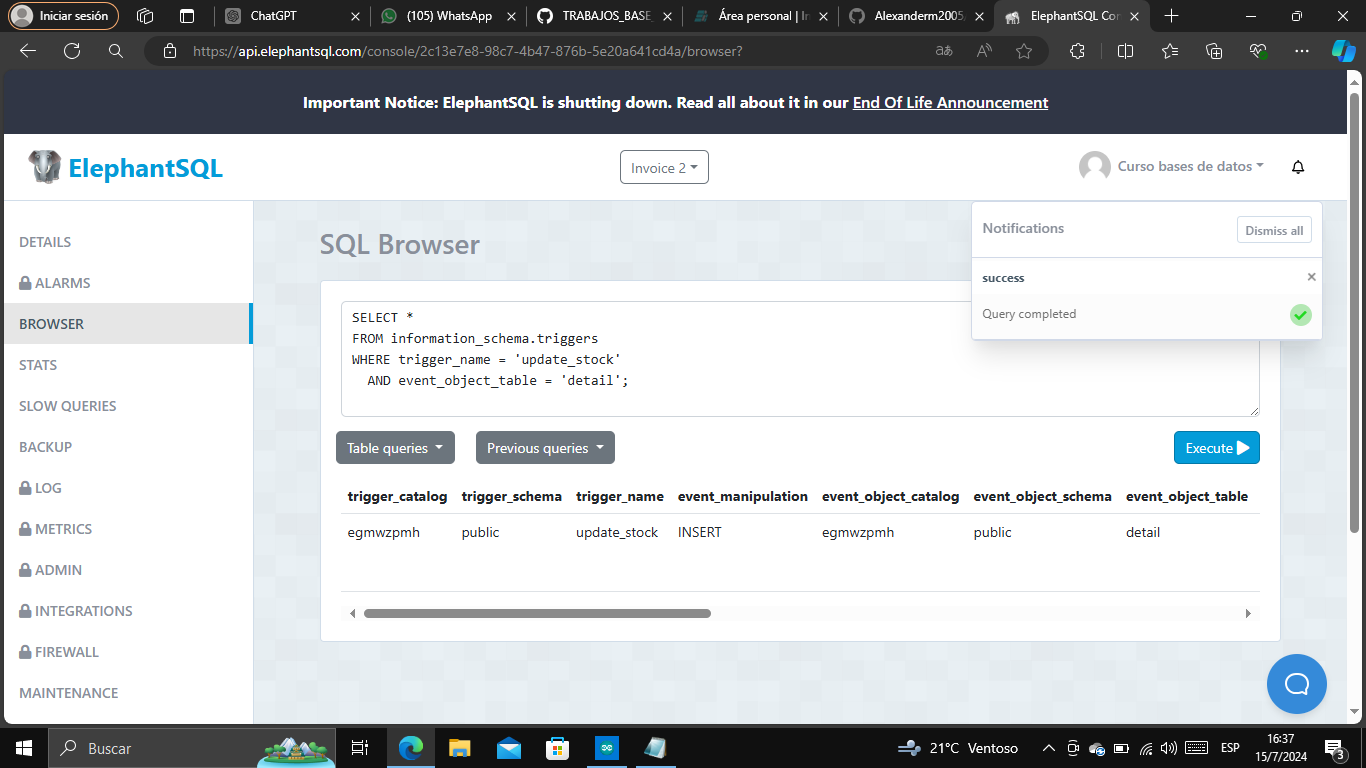 Iniciar sesión
ChatGPT
(105) WhatsApp
TRABAJOS_BASE_
Área personal | In
Alexanderm2005,
ElephantSQL Con
https://api.elephantsql.com/console/2c13e7e8-98c7-4b47-876b-5e20a641cd4a/browser?
Important Notice: ElephantSQL is shutting down. Read all about it in our End Of Life Announcement
ElephantSQL
Invoice 2
Curso bases de datos
DETAILS
ALARMS
BROWSER
STATS
SLOW QUERIES
BACKUP
LOG
METRICS
ADMIN
INTEGRATIONS
FIREWALL
MAINTENANCE
SQL Browser
Notifications
Dismiss all
success
Query completed
SELECT *
FROM information_schema.triggers
WHERE trigger_name = 'update_stock'
AND event_object_table = 'detail';
Table queries
Previous queries
Execute
trigger_catalog trigger_schema trigger_name event_manipulation event_object_catalog event_object_schema event_object_table
egmwzpmh public update_stock INSERT egmwzpmh public detail
Buscar
21°C Ventoso
ESP
16:37
15/7/2024
3